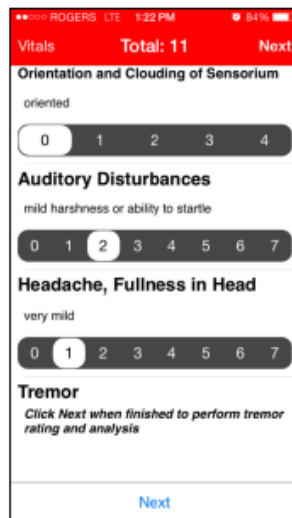 ROGERS LTE 1:22 PM 84%
Vitals Total: 11 Next
Orientation and Clouding of Sensorium
oriented
0 1 2 3 4
Auditory Disturbances
mild harshness or ability to startle
0 1 2 3 4 5 6 7
Headache, Fullness in Head
very mild
0 1 2 3 4 5 6 7
Tremor
Click Next when finished to perform tremor
rating and analysis
Next